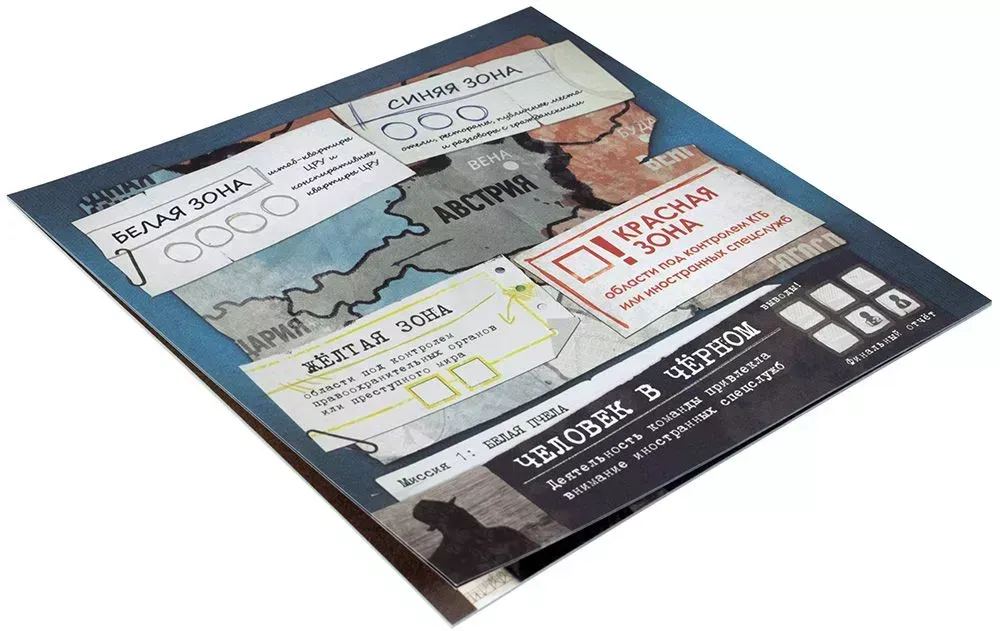 СИНЯЯ ЗОНА
отели, рестораны, публичные места
и разговоры с гражданскими
БЕЛАЯ ЗОНА
штаб-квартиры
ЦРУ и
конспиративные
квартиры ЦРУ
ВЕНА
АВСТРИЯ
БУДА
ВЕНГ
!
КРАСНАЯ
ЗОНА
области под контролем КГБ
или иностранных спецслужб
ЖЁЛТАЯ ЗОНА
области под контролем
правоохранительных органов
или преступного мира
Миссия 1: БЕЛАЯ ПЧЕЛА
ЧЕЛОВЕК В ЧЁРНОМ
Деятельность команды привлекла
внимание иностранных спецслужб
выводы!
Финальный отчёт